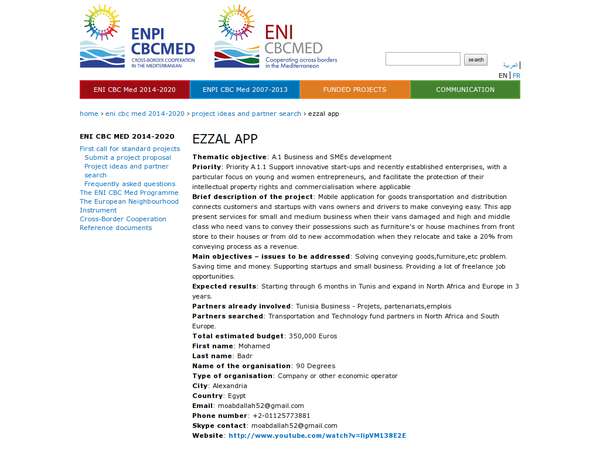 ENPI
CBCMED
CROSS-BORDER COOPERATION
IN THE MEDITERRANEAN
ENI
CBCMED
Cooperating across borders
in the Mediterranean
search
العربية
EN | FR
ENI CBC MED 2014-2020
ENPI CBC MED 2007-2013
FUNDED PROJECTS
COMMUNICATION
home › eni cbc med 2014-2020 › project ideas and partner search › ezzal app
ENI CBC MED 2014-2020
First call for standard projects
Submit a project proposal
Project ideas and partner
search
Frequently asked questions
The ENI CBC Med Programme
The European Neighbourhood
Instrument
Cross-Border Cooperation
Reference documents
EZZAL APP
Thematic objective: A.1 Business and SMEs development
Priority: Priority A.1.1 Support innovative start-ups and recently established enterprises, with a
particular focus on young and women entrepreneurs, and facilitate the protection of their
intellectual property rights and commercialisation where applicable
Brief description of the project: Mobile application for goods transportation and distribution
connects customers and startups with vans owners and drivers to make conveying easy. This app
present services for small and medium business when their vans damaged and high and middle
class who need vans to convey their possessions such as furniture's or house machines from front
store to their houses or from old to new accommodation when they relocate and take a 20% from
conveying process as a revenue.
Main objectives – issues to be addressed: Solving conveying goods,furniture,etc problem.
Saving time and money. Supporting startups and small business. Providing a lot of freelance job
opportunities.
Expected results: Starting through 6 months in Tunis and expand in North Africa and Europe in 3
years.
Partners already involved: Tunisia Business - Projets, partenariats,emplois
Partners searched: Transportation and Technology fund partners in North Africa and South
Europe.
Total estimated budget: 350,000 Euros
First name: Mohamed
Last name: Badr
Name of the organisation: 90 Degrees
Type of organisation: Company or other economic operator
City: Alexandria
Country: Egypt
Email: moabdallah52@gmail.com
Phone number: +2-01125773881
Skype contact: moabdallah52@gmail.com
Website: http://www.youtube.com/watch?v=lipVM138E2E